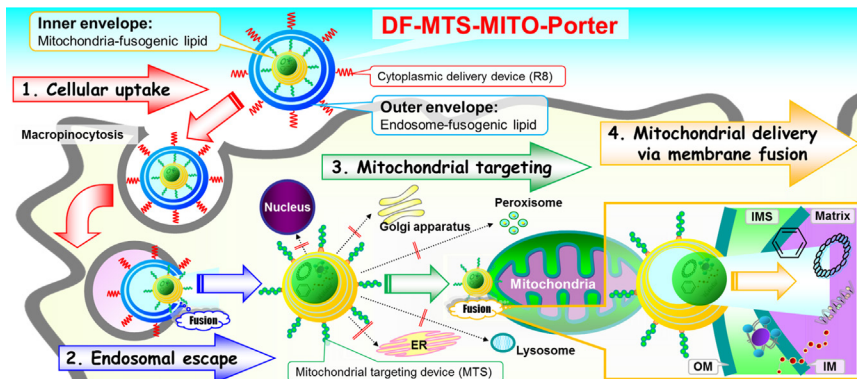 DF-MTS-MITO-Porter
Inner envelope:
Mitochondria-fusogenic lipid
Cytoplasmic delivery device (R8)
1. Cellular uptake
Outer envelope:
Endosome-fusogenic lipid
Macropinocytosis
4. Mitochondrial delivery
via membrane fusion
3. Mitochondrial targeting
Nucleus
Golgi apparatus
Peroxisome
IMS
Matrix
Mitochondria
Fusion
Fusion
2. Endosomal escape
ER
Lysosome
Mitochondrial targeting device (MTS)
OM
IM